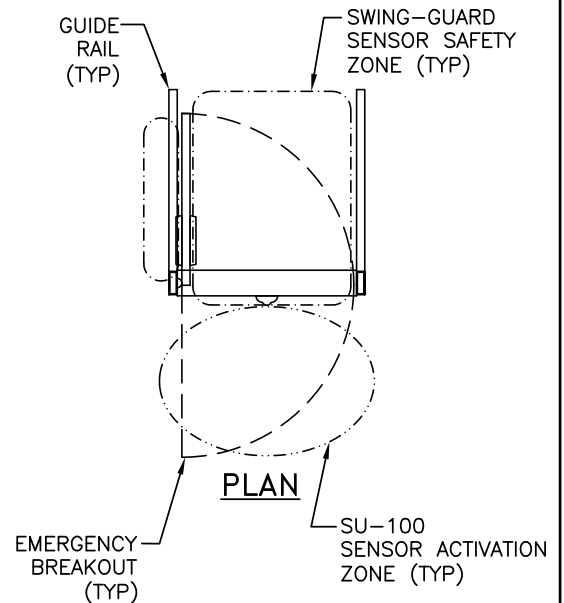 GUIDE
RAIL
(TYP)
SWING-GUARD
SENSOR SAFETY
ZONE (TYP)
PLAN
EMERGENCY
BREAKOUT
(TYP)
SU-100
SENSOR ACTIVATION
ZONE (TYP)